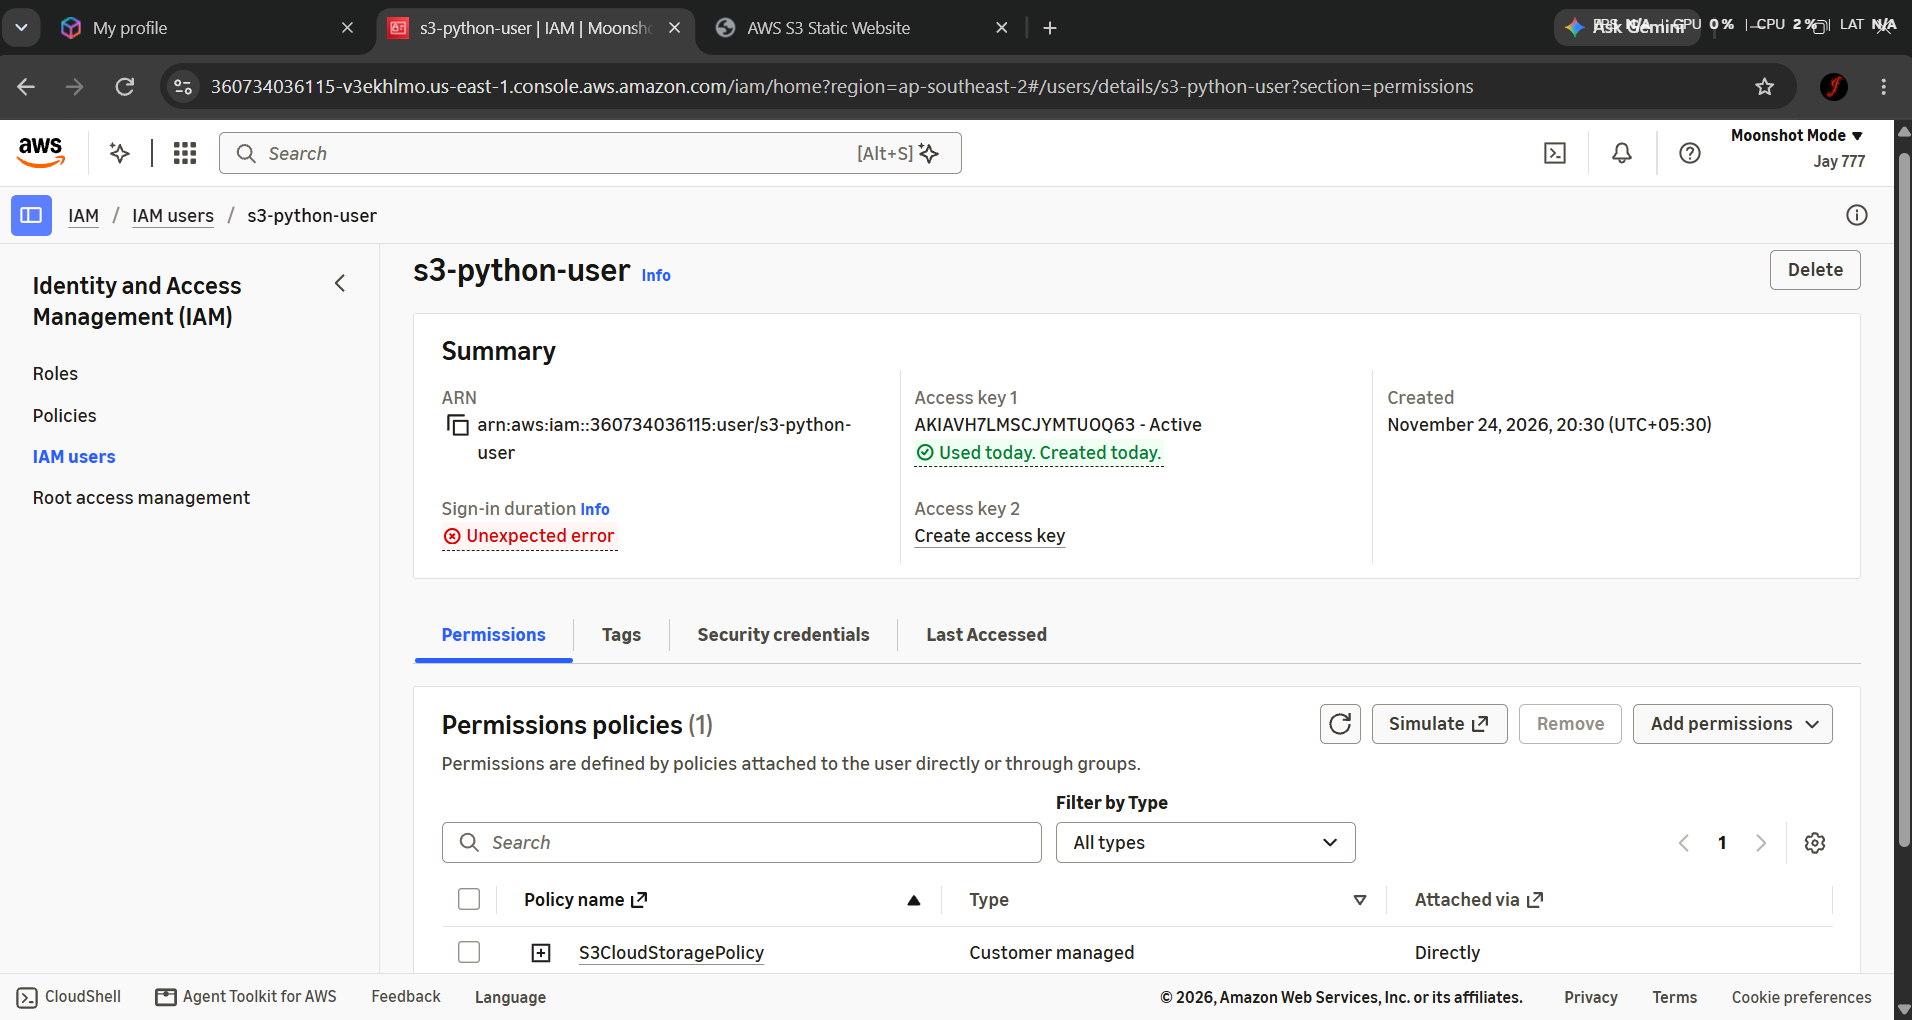 My profile
s3-python-user | IAM | Moonsh
AWS S3 Static Website
Ask Gemini
N/A | GPU 0 % | CPU 2 % | LAT N/A
360734036115-v3ekhlmo.us-east-1.console.aws.amazon.com/iam/home?region=ap-southeast-2#/users/details/s3-python-user?section=permissions
aws
Search [Alt+S]
Moonshot Mode
Jay 777
IAM / IAM users / s3-python-user
Identity and Access
Management (IAM)
Roles
Policies
IAM users
Root access management
s3-python-user Info
Delete
Summary
ARN
arn:aws:iam::360734036115:user/s3-python-
user
Sign-in duration Info
Unexpected error
Access key 1
AKIAVH7LMSCJYMTUOQ63 - Active
Used today. Created today.
Access key 2
Create access key
Created
November 24, 2026, 20:30 (UTC+05:30)
Permissions
Tags
Security credentials
Last Accessed
Permissions policies (1)
Simulate
Remove
Add permissions
Permissions are defined by policies attached to the user directly or through groups.
Filter by Type
Search
All types
1
Policy name
Type
Attached via
S3CloudStoragePolicy
Customer managed
Directly
CloudShell
Agent Toolkit for AWS
Feedback
Language
© 2026, Amazon Web Services, Inc. or its affiliates.
Privacy
Terms
Cookie preferences